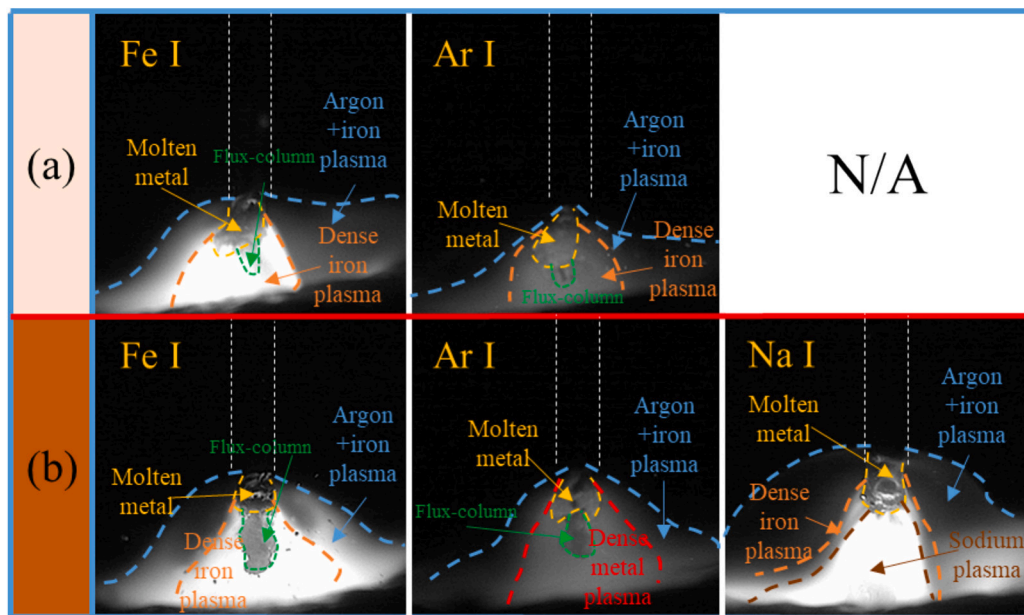 (a)
Fe I
Argon
+iron
plasma
Molten
metal
Flux-column
Dense
iron
plasma
Ar I
Argon
+iron
plasma
Molten
metal
Dense
iron
plasma
Flux-column
N/A
(b)
Fe I
Argon
+iron
plasma
Flux-column
Molten
metal
Dense
iron
plasma
Ar I
Argon
+iron
plasma
Molten
metal
Flux-column
Dense
metal
plasma
Na I
Argon
+iron
plasma
Molten
metal
Dense
iron
plasma
Sodium
plasma